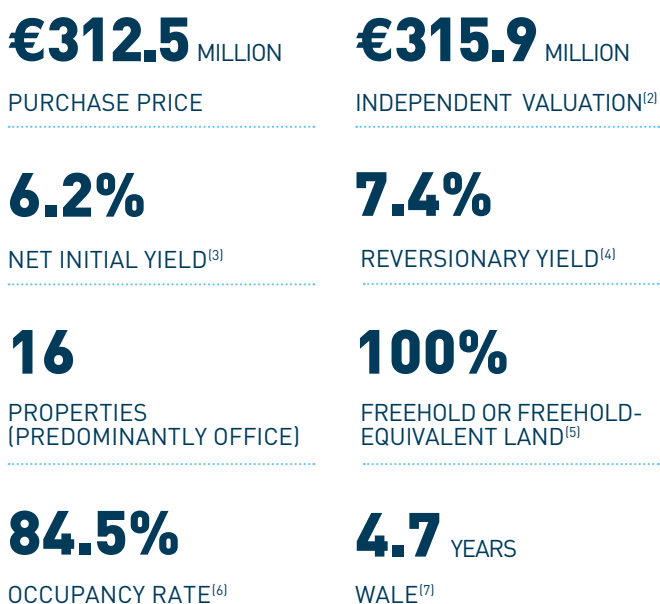 €312.5 MILLION
PURCHASE PRICE
€315.9 MILLION
INDEPENDENT VALUATION(2)
6.2%
NET INITIAL YIELD(3)
7.4%
REVERSIONARY YIELD(4)
16
PROPERTIES
(PREDOMINANTLY OFFICE)
100%
FREEHOLD OR FREEHOLD-
EQUIVALENT LAND(5)
84.5%
OCCUPANCY RATE(6)
4.7 YEARS
WALE(7)